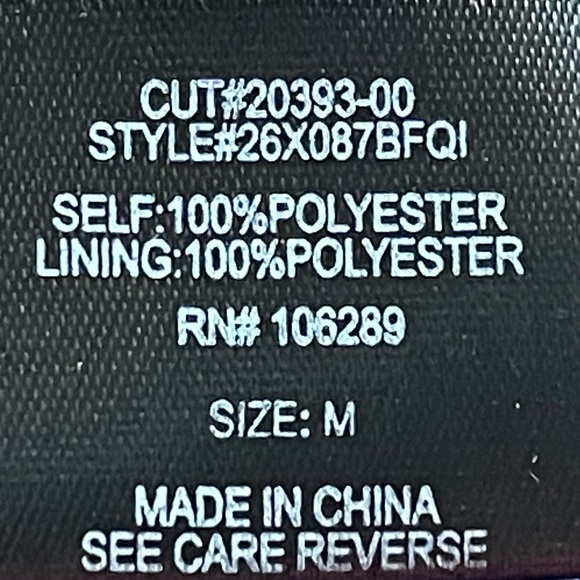 CUT#20393-00
STYLE#26X087BFQI
SELF:100%POLYESTER
LINING:100%POLYESTER
RN# 106289
SIZE: M
MADE IN CHINA
SEE CARE REVERSE